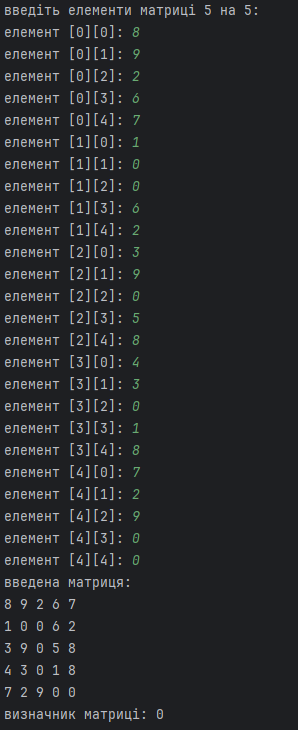 введіть елементи матриці 5 на 5:
елемент [0][0]: 8
елемент [0][1]: 9
елемент [0][2]: 2
елемент [0][3]: 6
елемент [0][4]: 7
елемент [1][0]: 1
елемент [1][1]: 0
елемент [1][2]: 0
елемент [1][3]: 6
елемент [1][4]: 2
елемент [2][0]: 3
елемент [2][1]: 9
елемент [2][2]: 0
елемент [2][3]: 5
елемент [2][4]: 8
елемент [3][0]: 4
елемент [3][1]: 3
елемент [3][2]: 0
елемент [3][3]: 1
елемент [3][4]: 8
елемент [4][0]: 7
елемент [4][1]: 2
елемент [4][2]: 9
елемент [4][3]: 0
елемент [4][4]: 0
введена матриця:
8 9 2 6 7
1 0 0 6 2
3 9 0 5 8
4 3 0 1 8
7 2 9 0 0
визначник матриці: 0